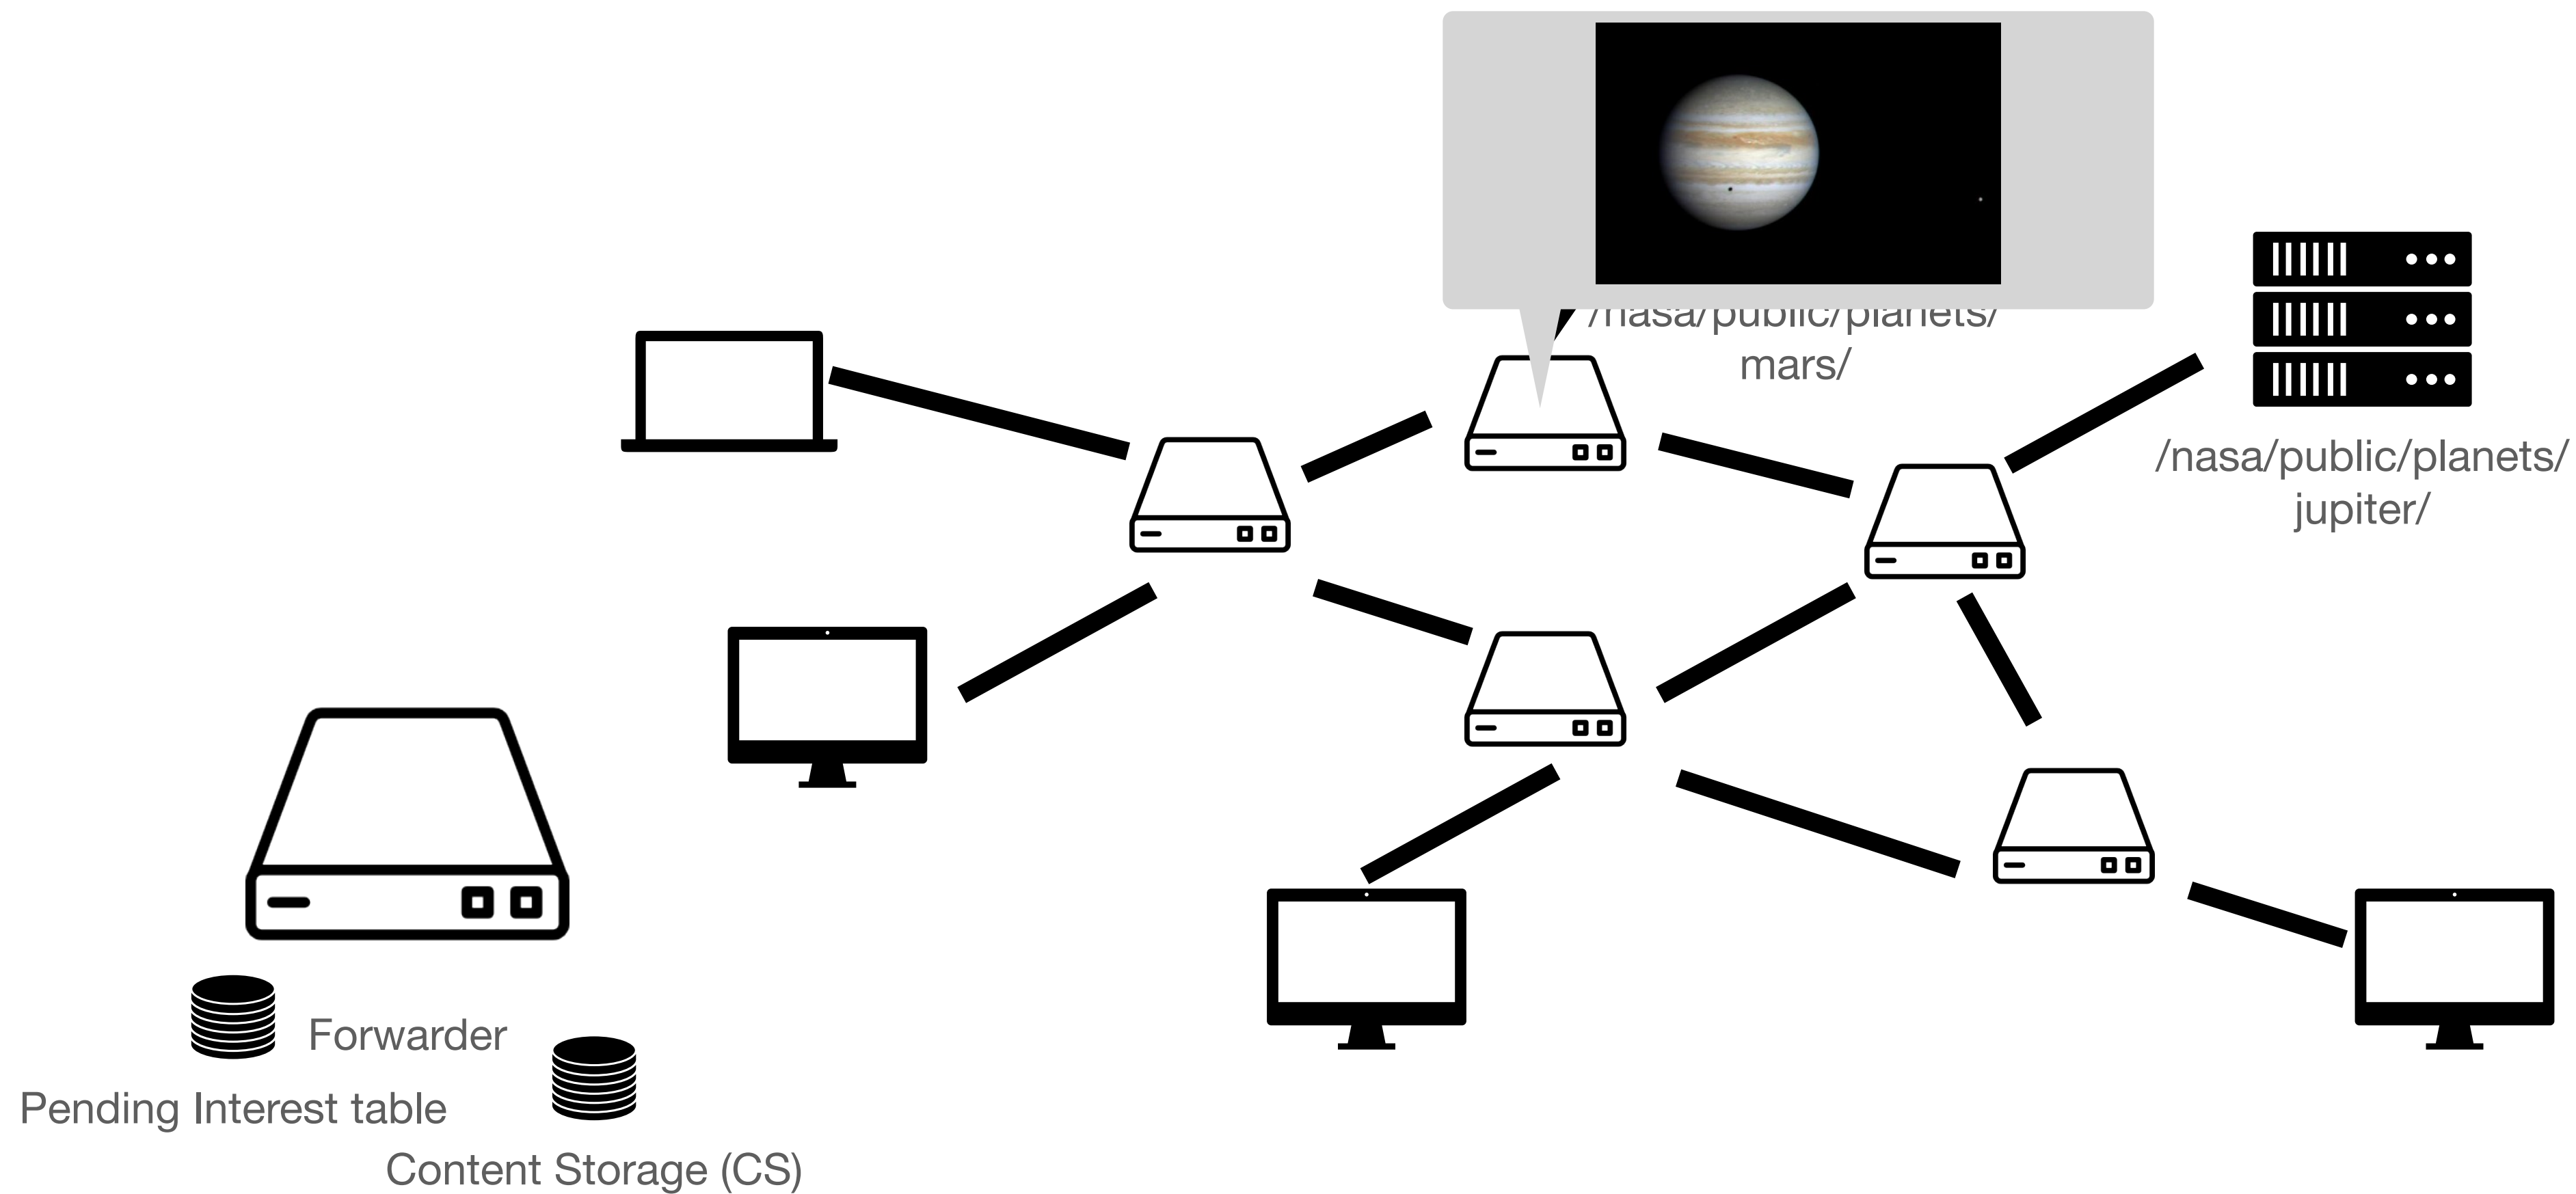 /nasa/public/planets/
mars/
/nasa/public/planets/
jupiter/
Forwarder
Pending Interest table
Content Storage (CS)